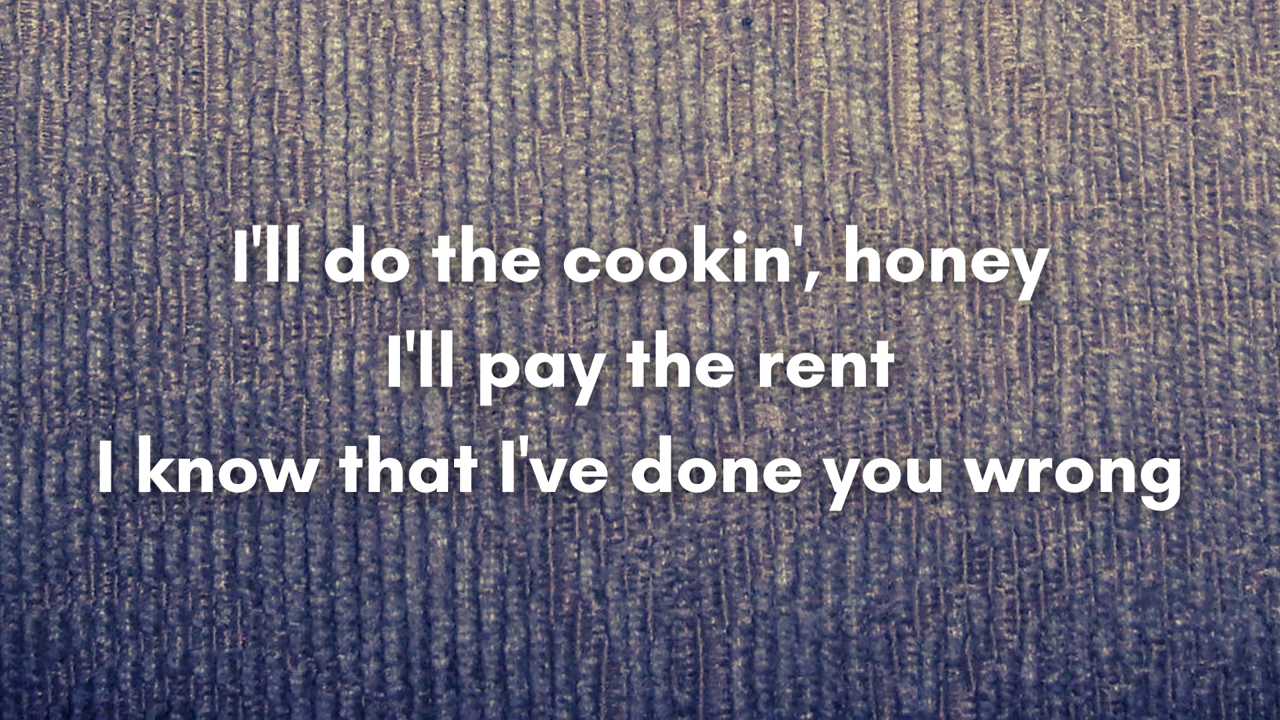 I'll do the cookin', honey
I'll pay the rent
I know that I've done you wrong